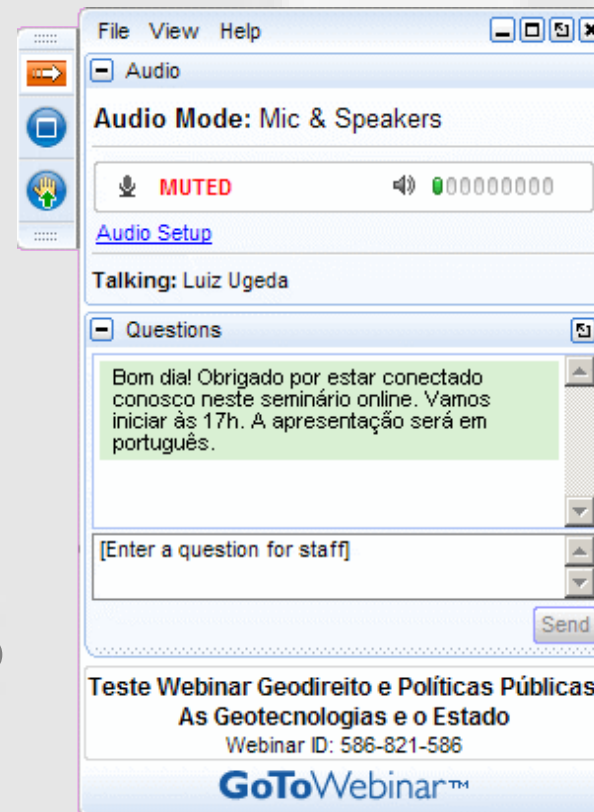 File View Help
Audio
Audio Mode: Mic & Speakers
MUTED
Audio Setup
Talking: Luiz Ugeda
Questions
Bom dia! Obrigado por estar conectado
conosco neste seminário online. Vamos
iniciar às 17h. A apresentação será em
português.
[Enter a question for staff]
Send
Teste Webinar Geodireito e Políticas Públicas
As Geotecnologias e o Estado
Webinar ID: 586-821-586
GoToWebinar™